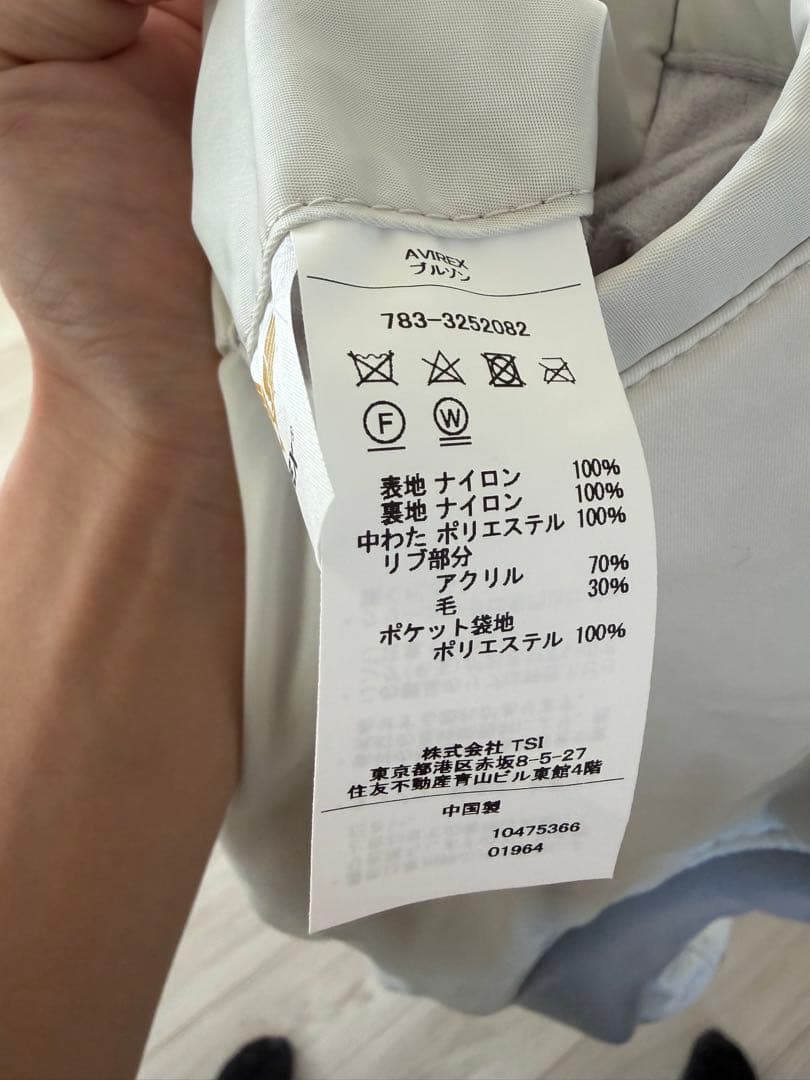 AVIREX
ブルゾン
783-3252082
F W
表地 ナイロン 100%
裏地 ナイロン 100%
中わた ポリエステル 100%
リブ部分
アクリル 70%
毛 30%
ポケット袋地
ポリエステル 100%
株式会社 TSI
東京都港区赤坂8-5-27
住友不動産青山ビル東館4階
中国製
10475366
01964